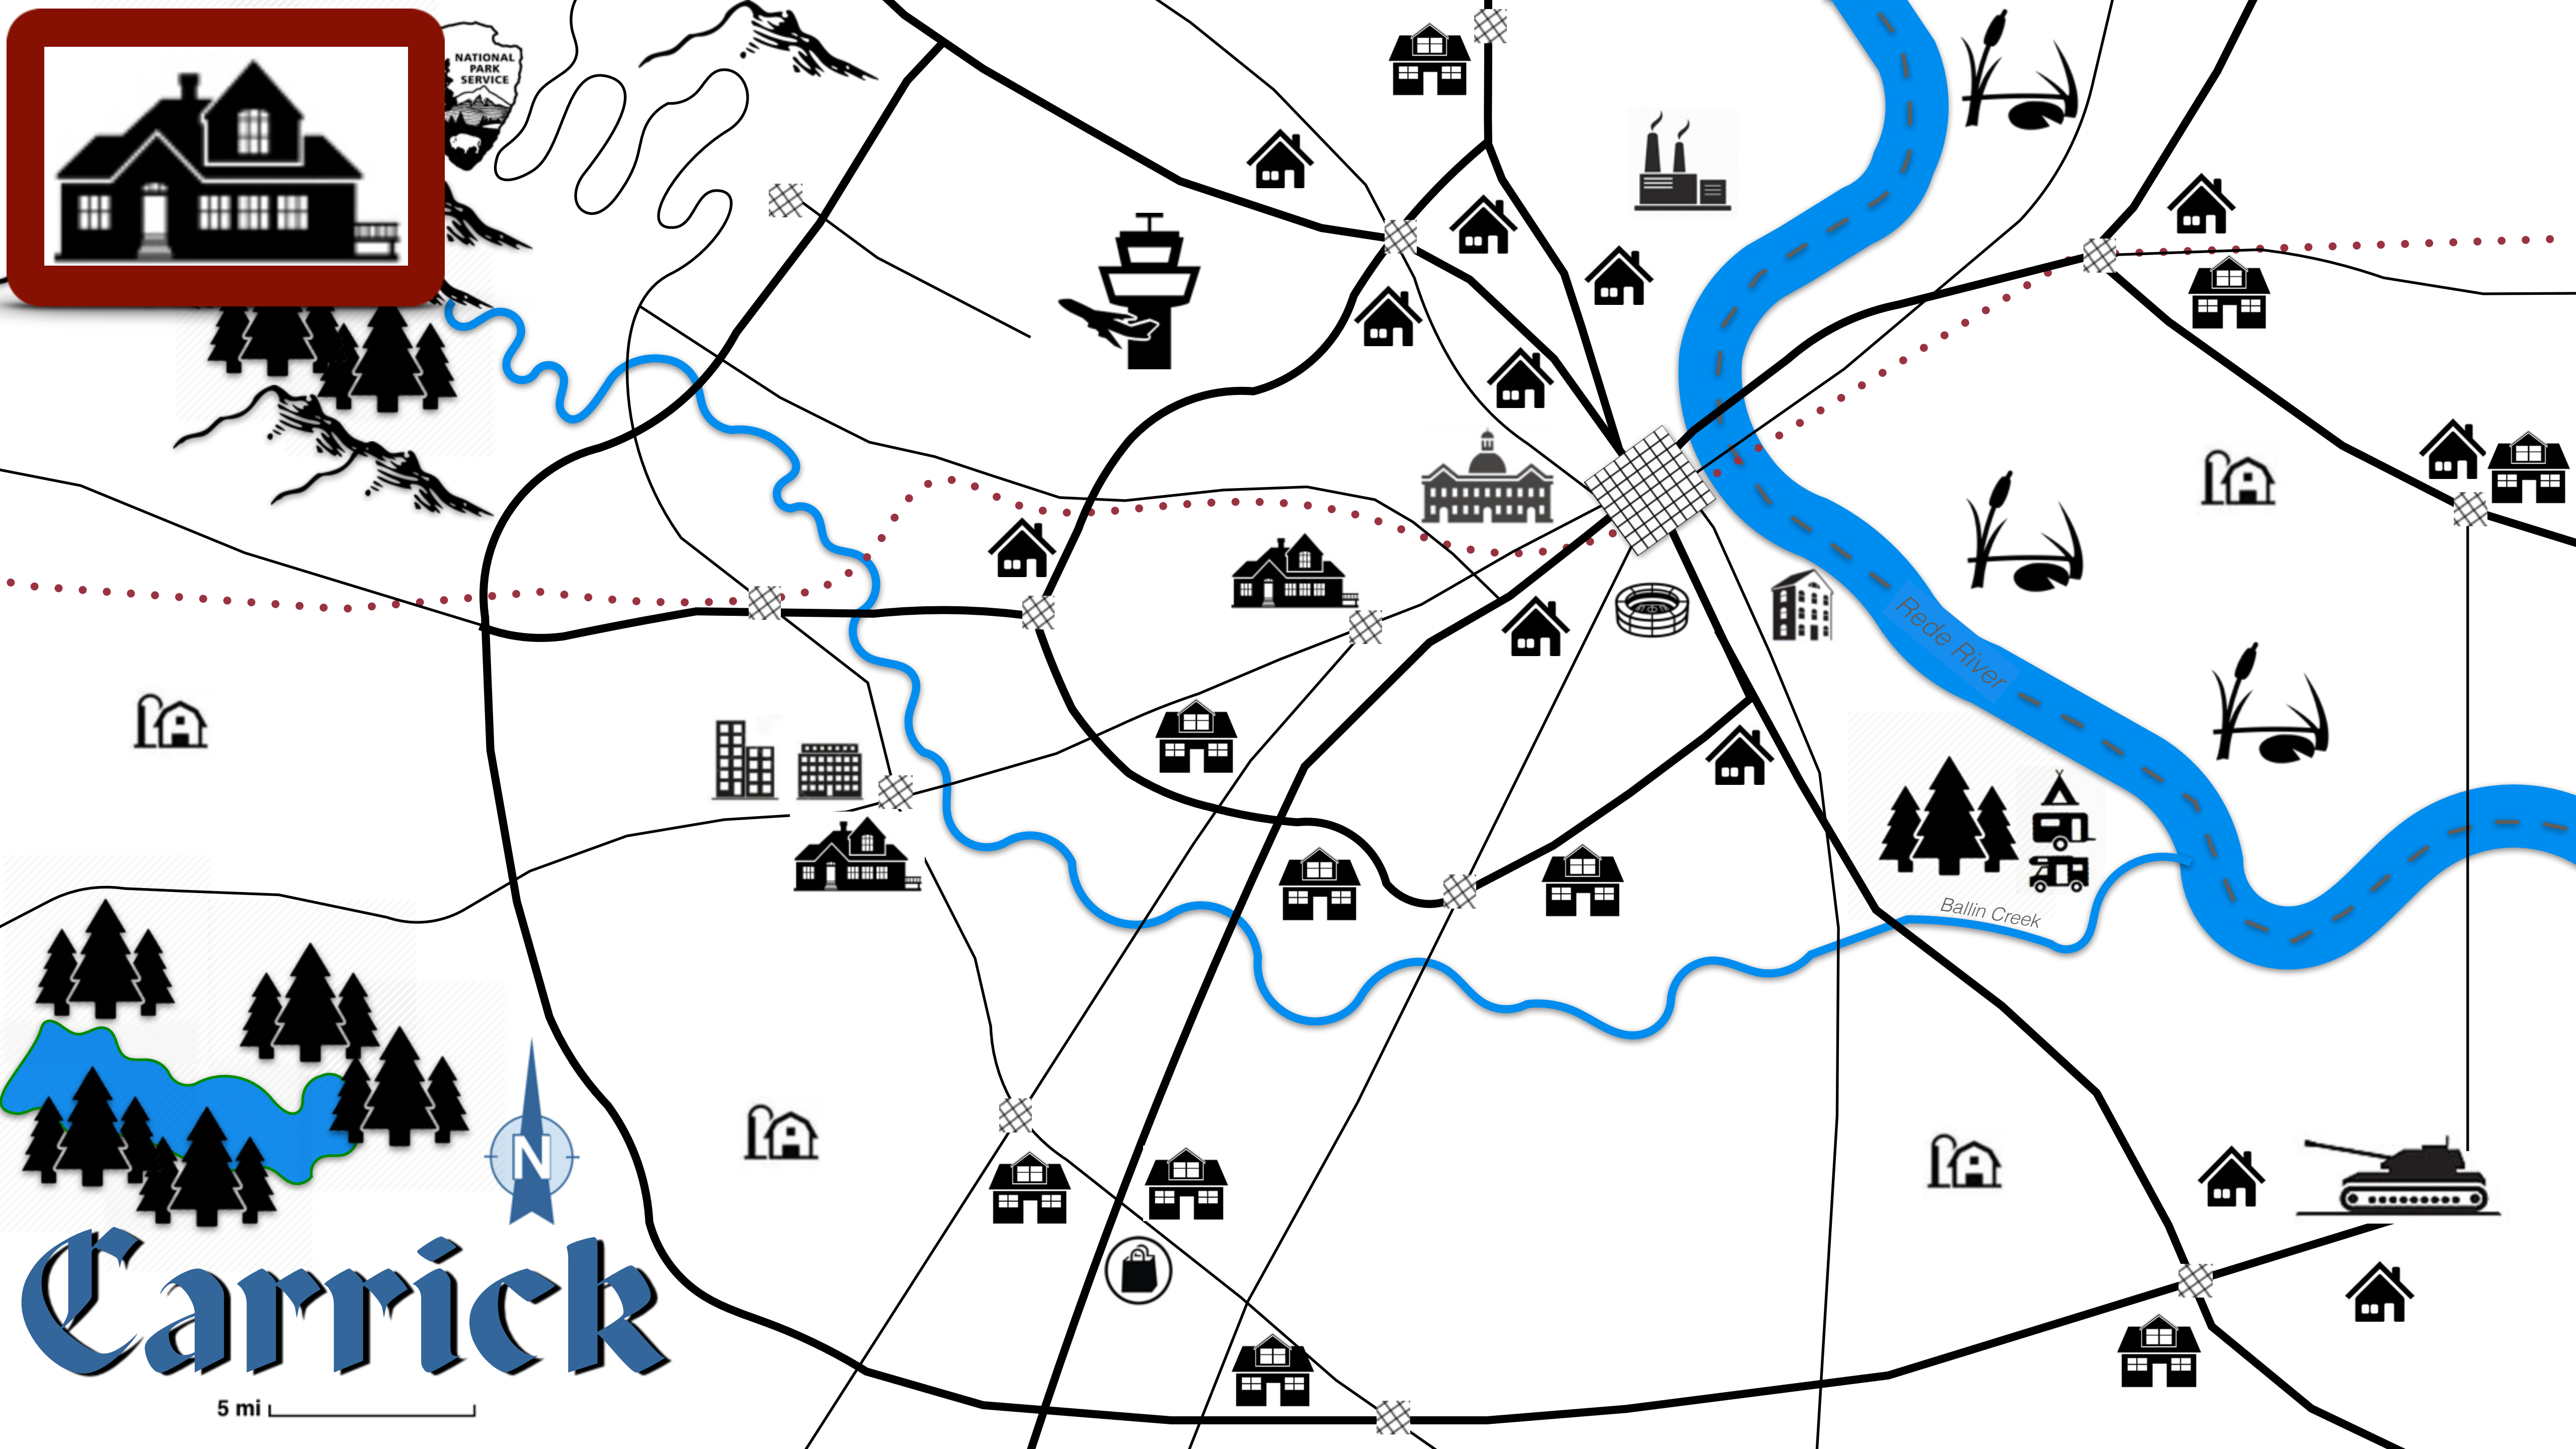 NATIONAL
PARK
SERVICE
Rede River
Ballin Creek
N
Carrick
5 mi